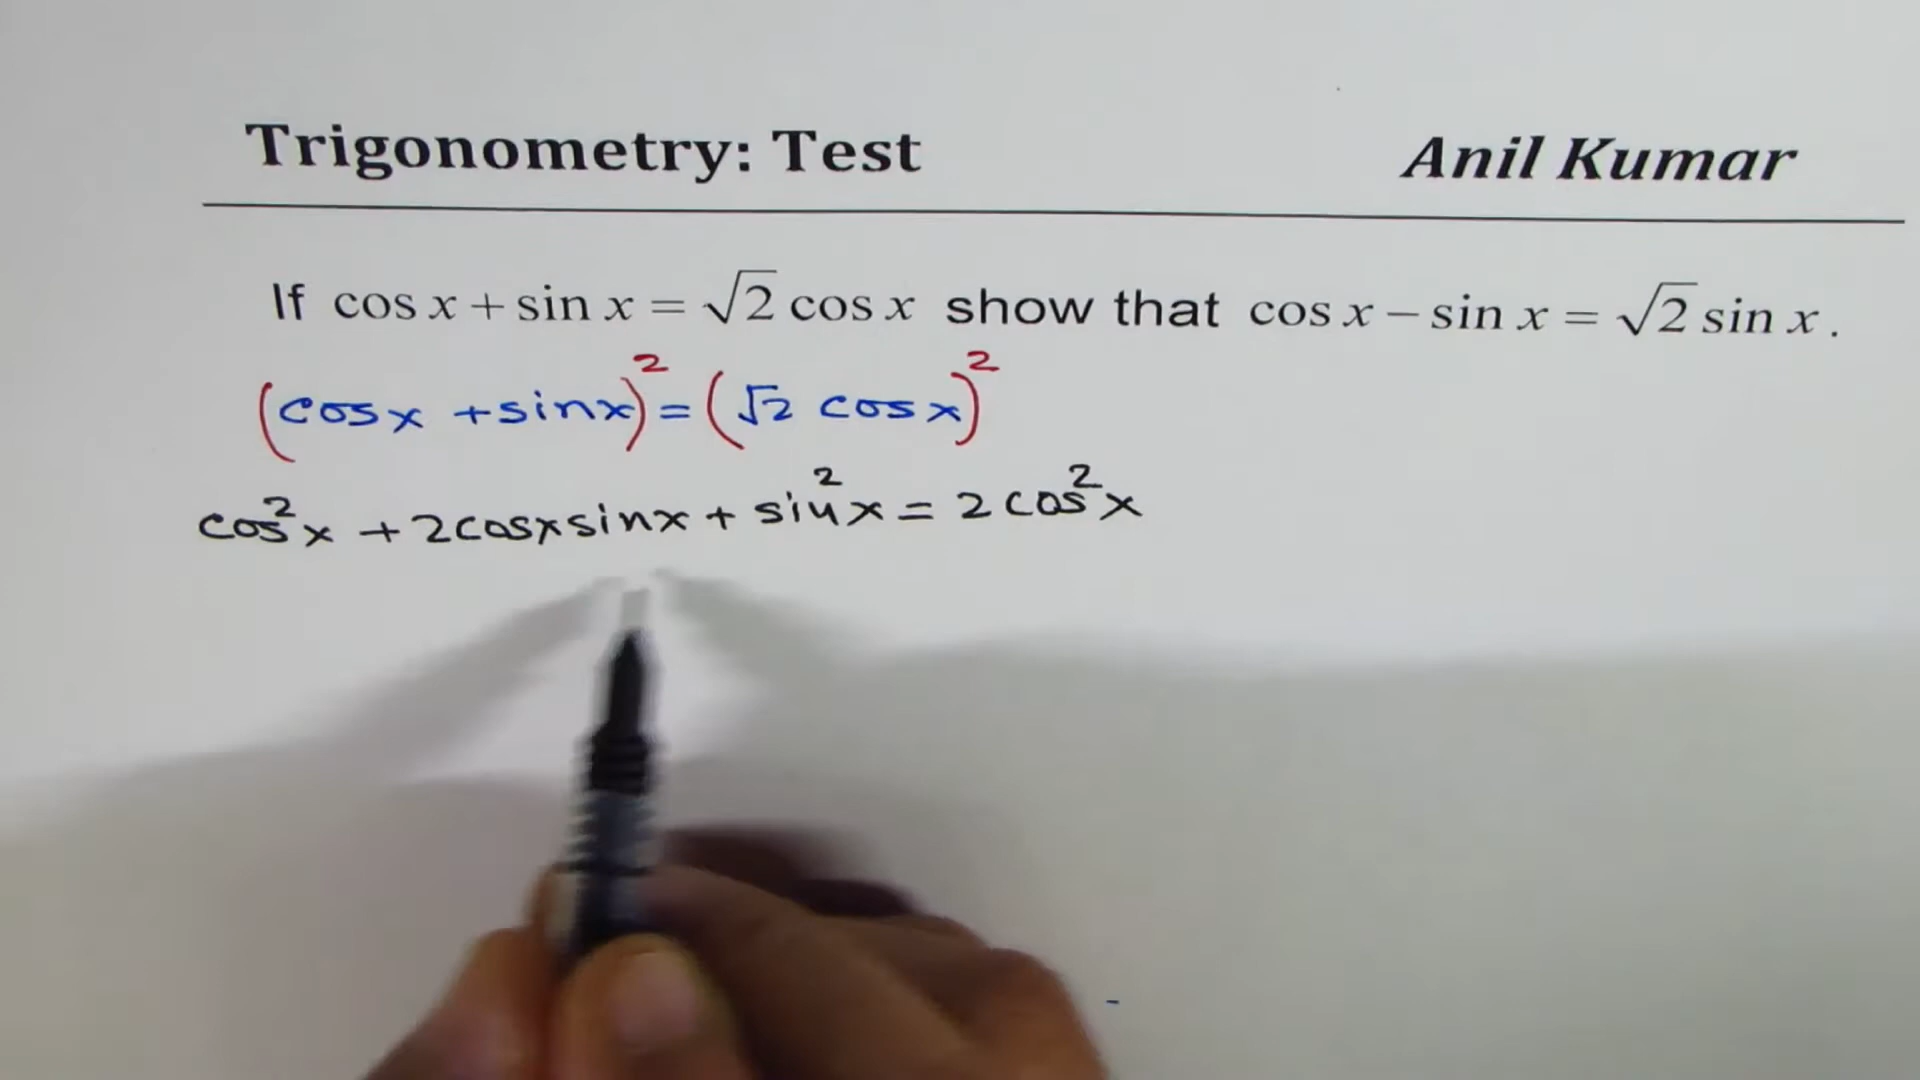 Trigonometry: Test
Anil Kumar
If cos x + sin x = √2 cos x show that cos x − sin x = √2 sin x.
(cosx + sinx)² = (√2 cosx)²
cos²x + 2cosxsinx + sin²x = 2cos²x